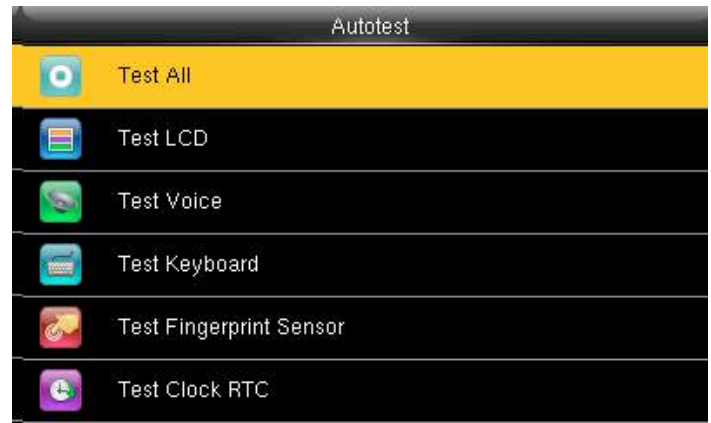 Autotest
Test All
Test LCD
Test Voice
Test Keyboard
Test Fingerprint Sensor
Test Clock RTC